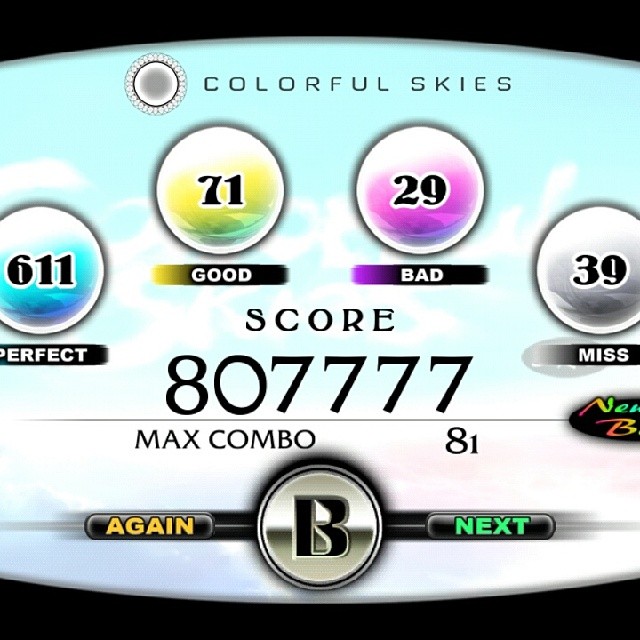 COLORFUL SKIES
71
29
GOOD
BAD
611
39
PERFECT
MISS
SCORE
807777
MAX COMBO 81
AGAIN
B
NEXT